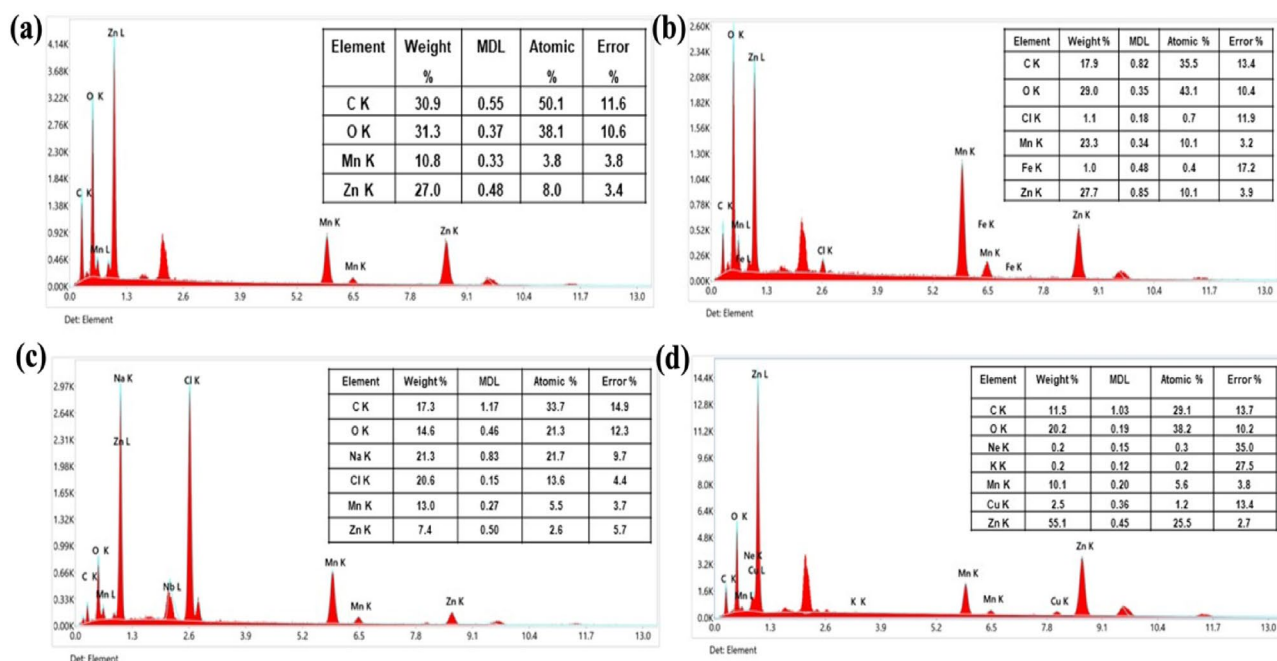 (a)
4.14K
3.68K
3.22K
2.76K
2.30K
1.84K
1.38K
0.92K
0.46K
0.00K
Zn L
O K
C K
Mn L
Mn K
Mn K
Zn K
0.0 1.3 2.6 3.9 5.2 6.5 7.8 9.1 10.4 11.7 13.0
Det: Element
Element Weight % MDL Atomic % Error %
C K 30.9 0.55 50.1 11.6
O K 31.3 0.37 38.1 10.6
Mn K 10.8 0.33 3.8 3.8
Zn K 27.0 0.48 8.0 3.4
(b)
2.60K
2.34K
2.08K
1.82K
1.56K
1.30K
1.04K
0.78K
0.52K
0.26K
0.00K
O K
Zn L
C K
Mn L
Fe L
Cl K
Mn K
Fe K
Mn K
Fe K
Zn K
0.0 1.3 2.6 3.9 5.2 6.5 7.8 9.1 10.4 11.7 13.0
Det: Element
Element Weight % MDL Atomic % Error %
C K 17.9 0.82 35.5 13.4
O K 29.0 0.35 43.1 10.4
Cl K 1.1 0.18 0.7 11.9
Mn K 23.3 0.34 10.1 3.2
Fe K 1.0 0.48 0.4 17.2
Zn K 27.7 0.85 10.1 3.9
(c)
2.97K
2.64K
2.31K
1.98K
1.65K
1.32K
0.99K
0.66K
0.33K
0.00K
Na K
Cl K
Zn L
O K
C K
Mn L
Nb L
Mn K
Mn K
Zn K
0.0 1.3 2.6 3.9 5.2 6.5 7.8 9.1 10.4 11.7 13.0
Det: Element
Element Weight % MDL Atomic % Error %
C K 17.3 1.17 33.7 14.9
O K 14.6 0.46 21.3 12.3
Na K 21.3 0.83 21.7 9.7
Cl K 20.6 0.15 13.6 4.4
Mn K 13.0 0.27 5.5 3.7
Zn K 7.4 0.50 2.6 5.7
(d)
14.4K
12.8K
11.2K
9.6K
8.0K
6.4K
4.8K
3.2K
1.6K
0.0K
Zn L
O K
Ne K
Cu L
C K
Mn L
K K
Mn K
Mn K
Cu K
Zn K
0.0 1.3 2.6 3.9 5.2 6.5 7.8 9.1 10.4 11.7 13.0
Det: Element
Element Weight % MDL Atomic % Error %
C K 11.5 1.03 29.1 13.7
O K 20.2 0.19 38.2 10.2
Ne K 0.2 0.15 0.3 35.0
K K 0.2 0.12 0.2 27.5
Mn K 10.1 0.20 5.6 3.8
Cu K 2.5 0.36 1.2 13.4
Zn K 55.1 0.45 25.5 2.7